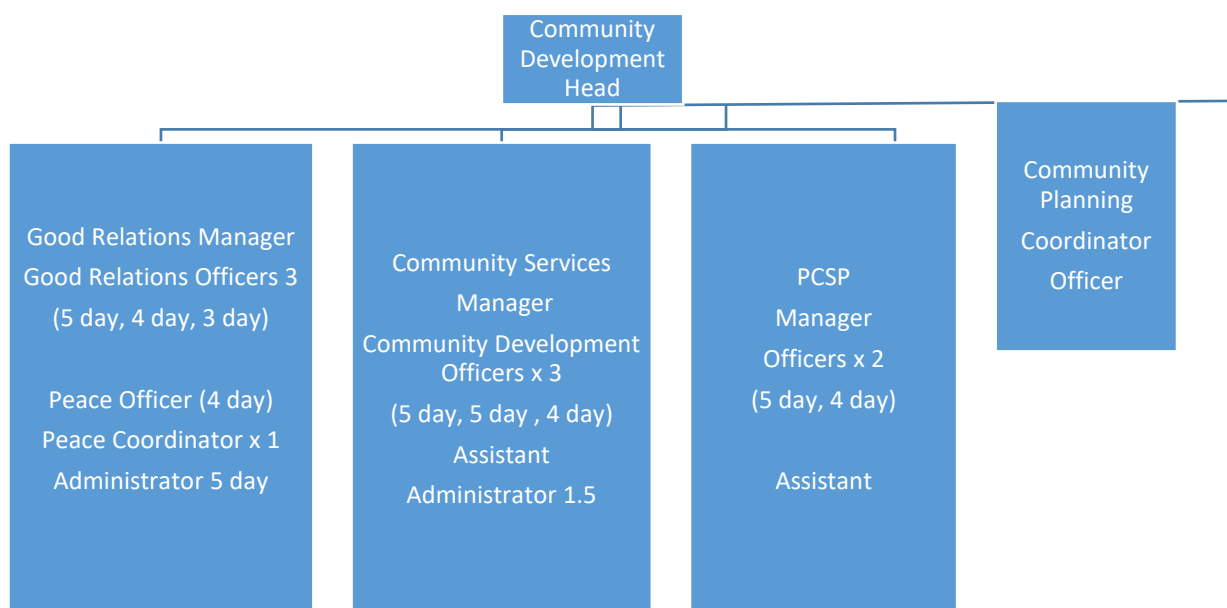 Community
Development
Head
Good Relations Manager
Good Relations Officers 3
(5 day, 4 day, 3 day)
Peace Officer (4 day)
Peace Coordinator x 1
Administrator 5 day
Community Services
Manager
Community Development
Officers x 3
(5 day, 5 day , 4 day)
Assistant
Administrator 1.5
PCSP
Manager
Officers x 2
(5 day, 4 day)
Assistant
Community
Planning
Coordinator
Officer